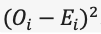 (Oᵢ − Eᵢ)²